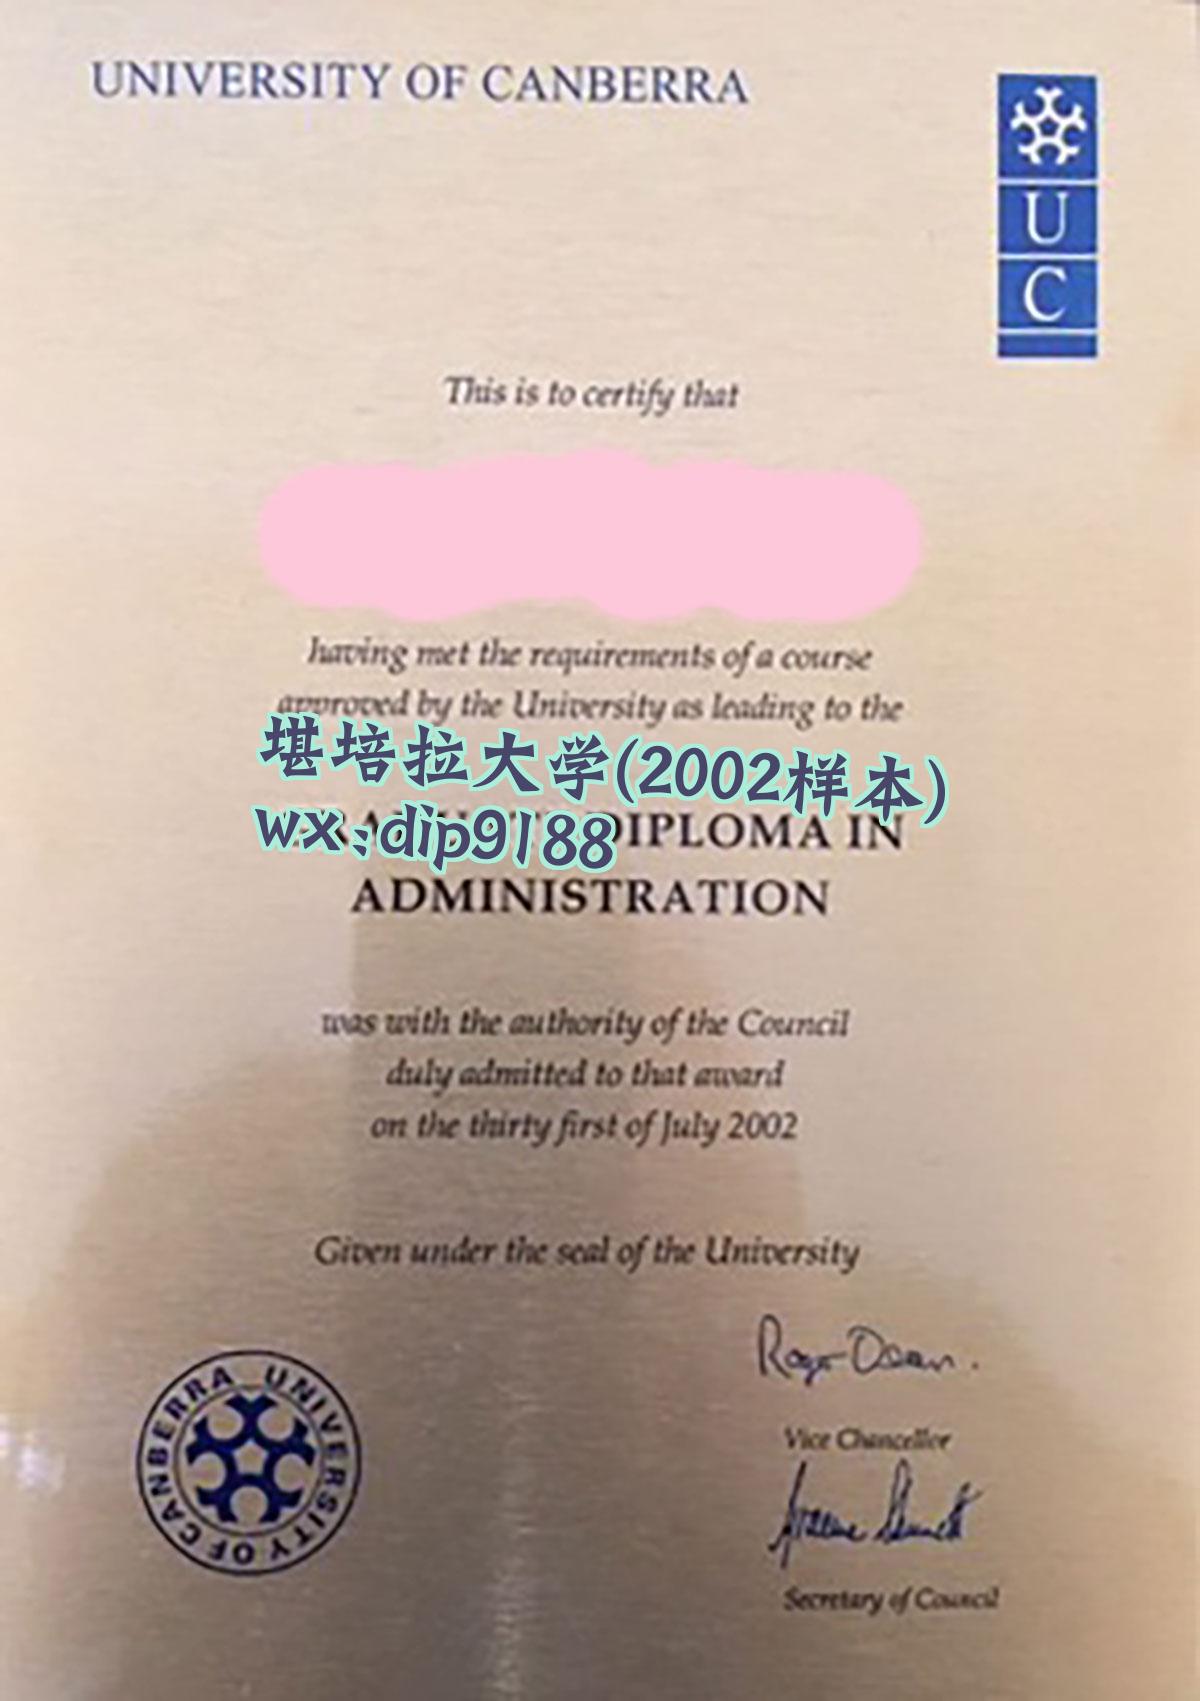 UNIVERSITY OF CANBERRA
U
C
This is to certify that
having met the requirements of a course
approved by the University as leading to the
堪培拉大学(2002样本)
wx:dip9188
DIPLOMA IN
ADMINISTRATION
was with the authority of the Council
duly admitted to that award
on the thirty first of July 2002
Given under the seal of the University
Roger Dean.
Vice Chancellor
Secretary of Council
UNIVERSITY OF CANBERRA